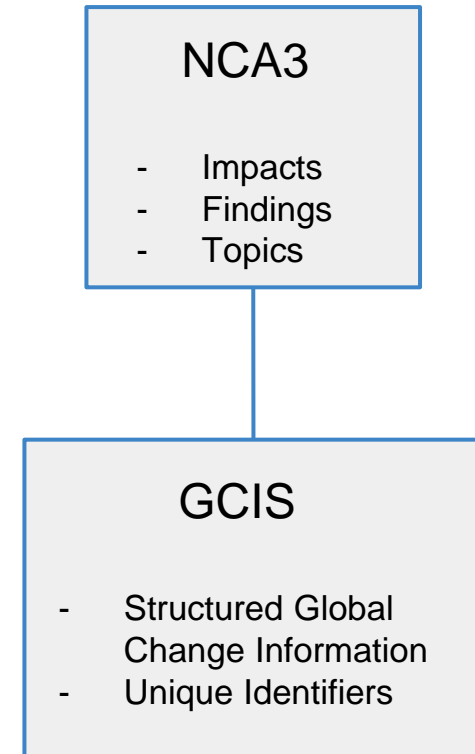 NCA3
- Impacts
- Findings
- Topics
GCIS
- Structured Global
Change Information
- Unique Identifiers